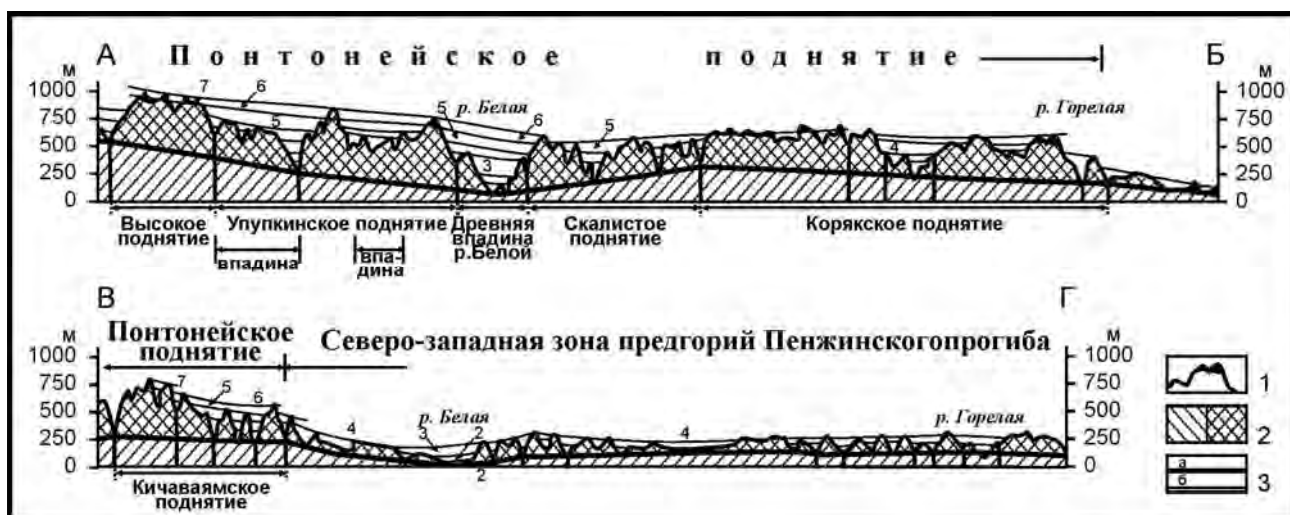 А Понтонейское поднятие Б
м 7 6 5 р. Белая 6 5 р. Горелая м
1000 1000
750 750
500 5 3 4 500
250 250
0 0
Высокое поднятие
Упупкинское поднятие
Древняя впадина р.Белой
Скалистое поднятие
Корякское поднятие
впадина
впа-
дина
В Г
Понтонейское
поднятие
Северо-западная зона предгорий Пенжинскогопрогиба
м м
1000 1000
750 7 5 6 750
500 р. Белая р. Горелая 500
250 4 3 2 4 250
0 2 0
Кичаваямское
поднятие
1
2
а
б 3